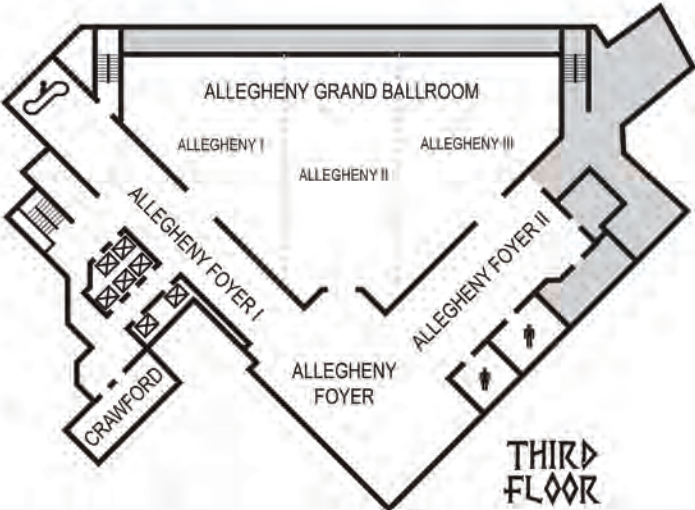 ALLEGHENY GRAND BALLROOM
ALLEGHENY I
ALLEGHENY II
ALLEGHENY III
ALLEGHENY FOYER I
ALLEGHENY FOYER II
ALLEGHENY
FOYER
CRAWFORD
THIRD
FLOOR